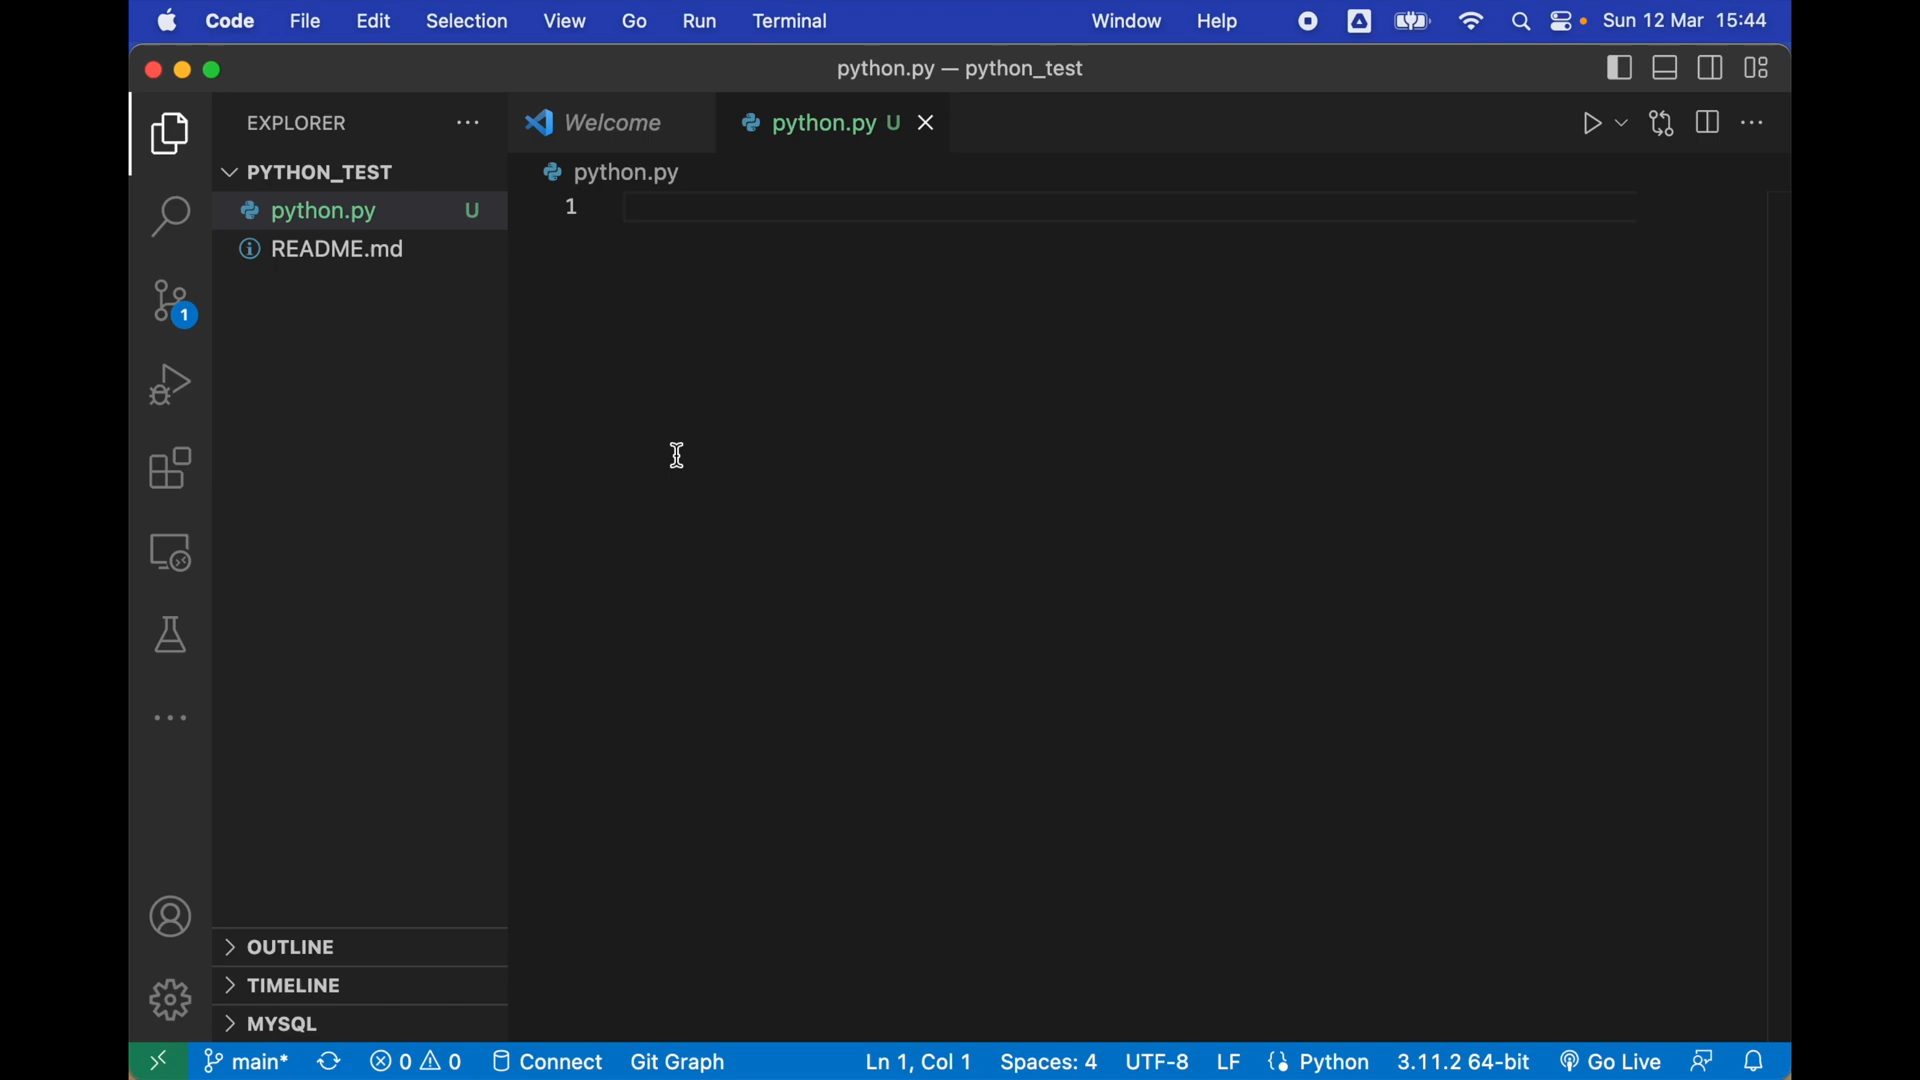 Code File Edit Selection View Go Run Terminal Window Help Sun 12 Mar 15:44
python.py — python_test
EXPLORER
Welcome
python.py U
PYTHON_TEST
python.py
python.py U
1
README.md
1
OUTLINE
TIMELINE
MYSQL
main* 0 0 Connect Git Graph Ln 1, Col 1 Spaces: 4 UTF-8 LF Python 3.11.2 64-bit Go Live